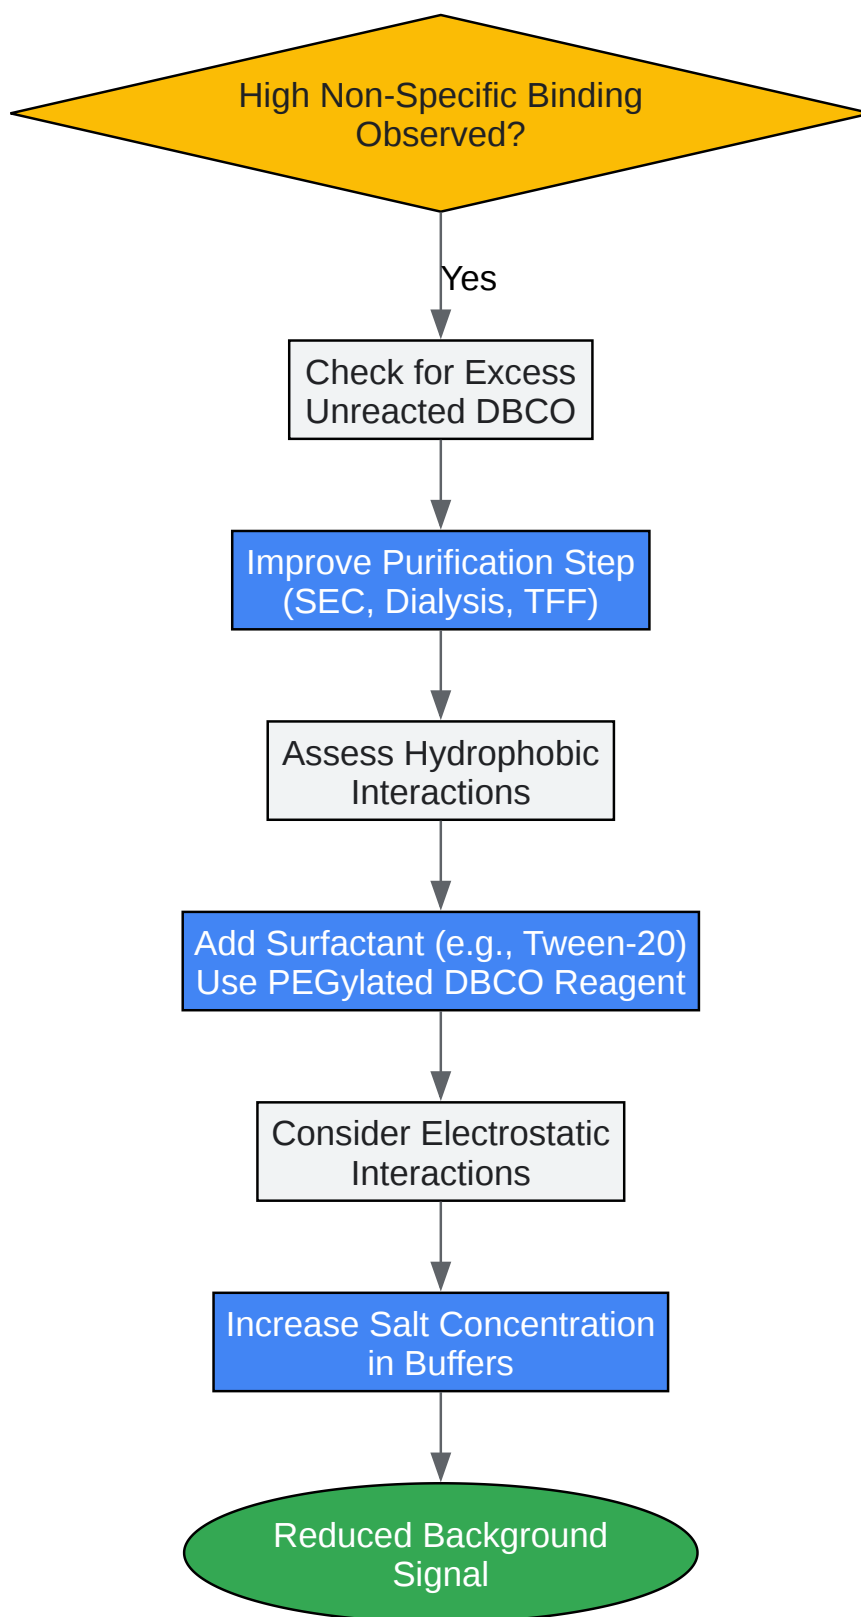 High Non-Specific Binding
Observed?
Yes
Check for Excess
Unreacted DBCO
Improve Purification Step
(SEC, Dialysis, TFF)
Assess Hydrophobic
Interactions
Add Surfactant (e.g., Tween-20)
Use PEGylated DBCO Reagent
Consider Electrostatic
Interactions
Increase Salt Concentration
in Buffers
Reduced Background
Signal